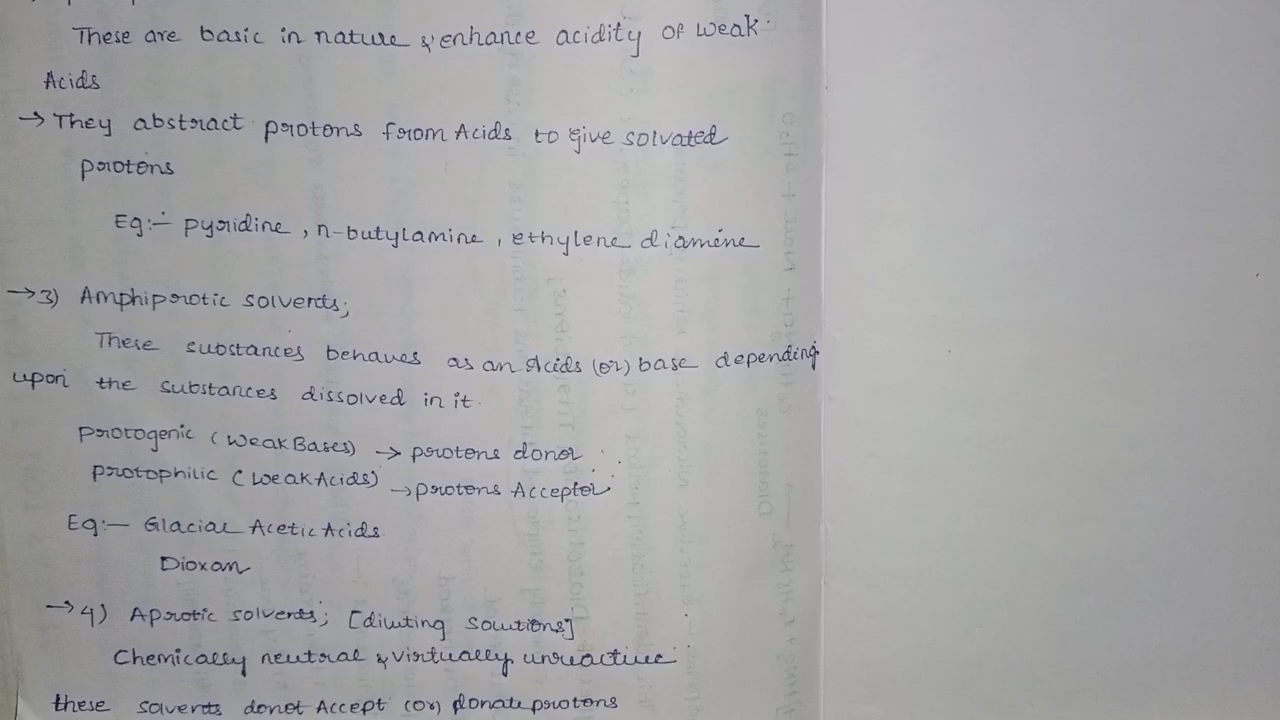 These are basic in nature & enhance acidity of weak
Acids
→ They abstract protons from Acids to give solvated
protons
Eg:- pyridine, n-butylamine, ethylene diamine
→ 3) Amphiprotic solvents;
These substances behaves as an Acids (or) base depending
upon the substances dissolved in it.
Protogenic (Weak Bases) → protons donor
Protophilic (Weak Acids) → protons Acceptor
Eg:- Glacial Acetic Acids.
Dioxan
→ 4) Aprotic solvents; [diluting solutions]
Chemically neutral & virtually unreactive
these solvents donot Accept (or) donate protons